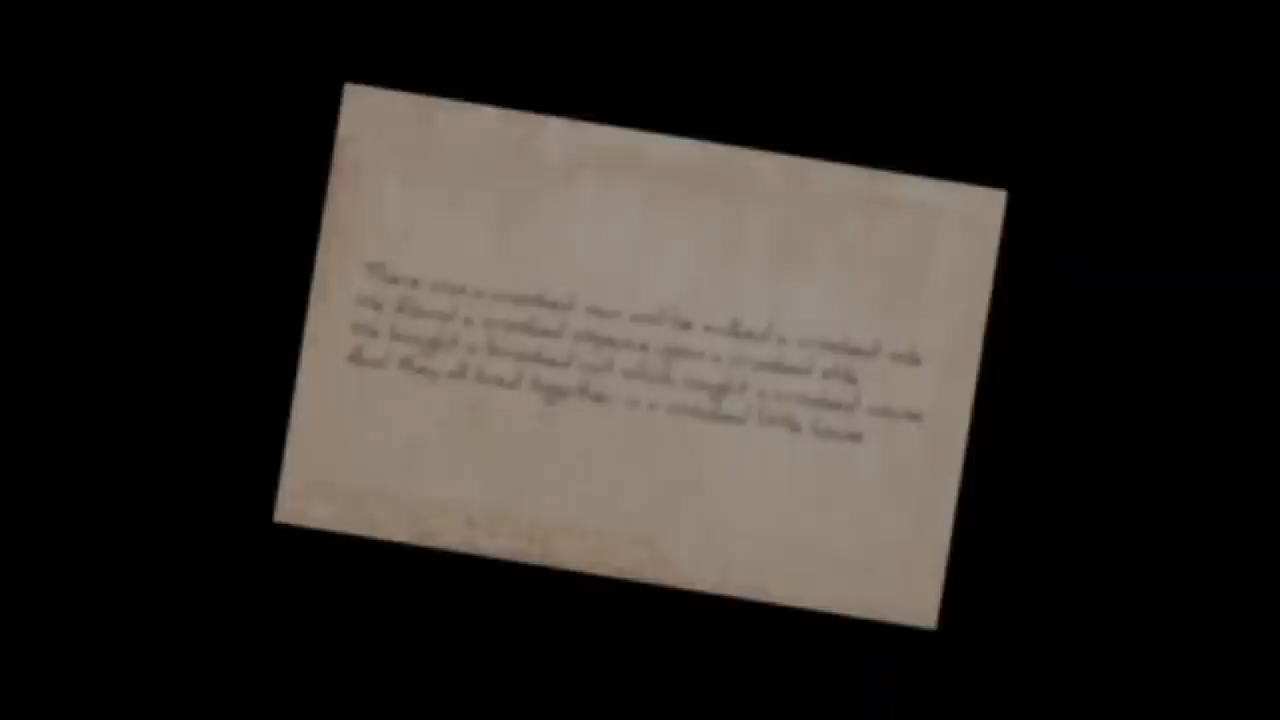 There was a crooked man and he walked a crooked mile
He found a crooked sixpence upon a crooked stile
He bought a crooked cat which caught a crooked mouse
And they all lived together in a crooked little house